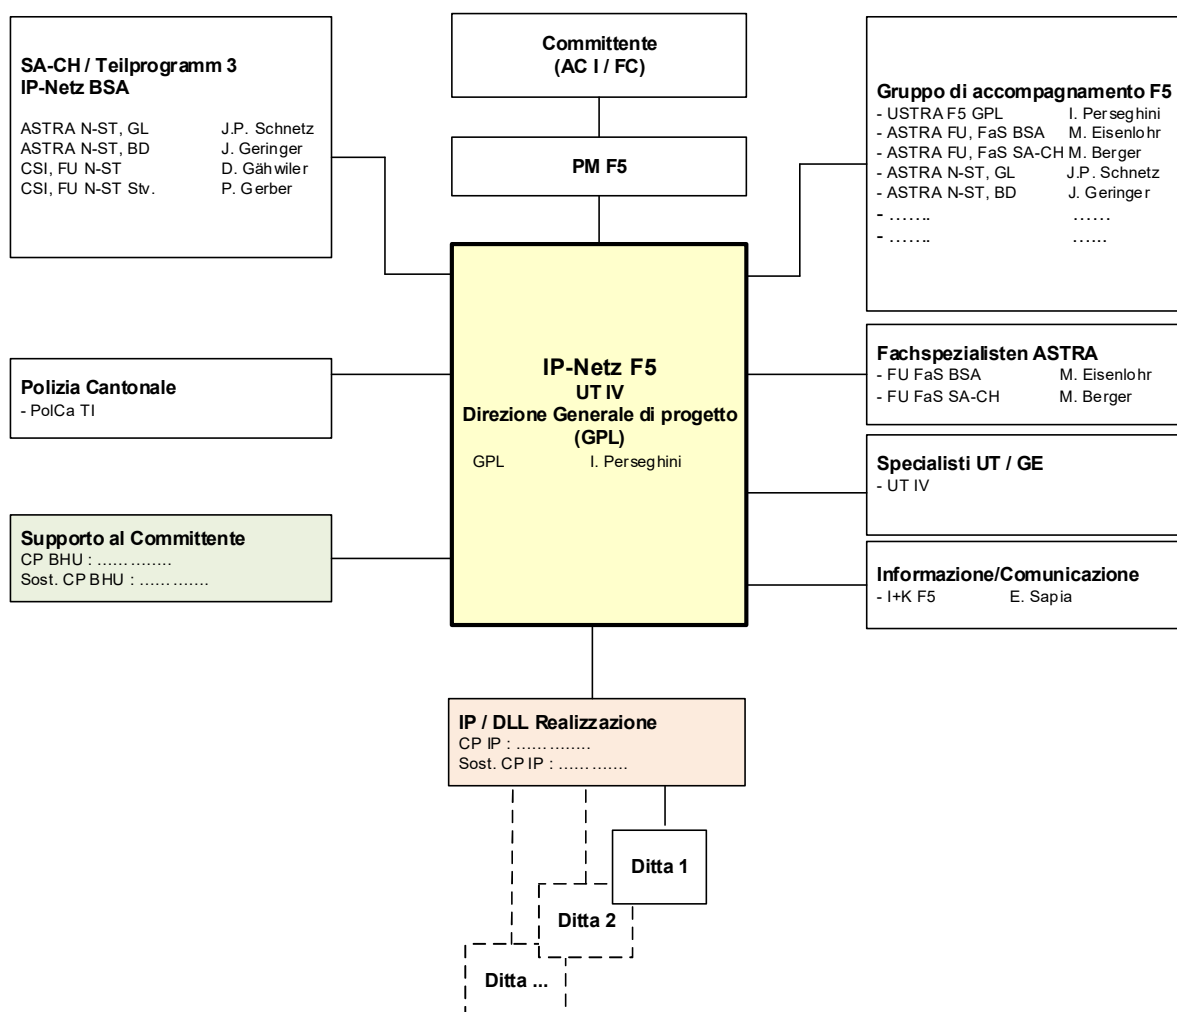 SA-CH / Teilprogramm 3
IP-Netz BSA
ASTRA N-ST, GL J.P. Schnetz
ASTRA N-ST, BD J. Geringer
CSI, FU N-ST D. Gähwiler
CSI, FU N-ST Stv. P. Gerber
Committente
(AC I / FC)
PM F5
Gruppo di accompagnamento F5
- USTRA F5 GPL I. Perseghini
- ASTRA FU, FaS BSA M. Eisenlohr
- ASTRA FU, FaS SA-CH M. Berger
- ASTRA N-ST, GL J.P. Schnetz
- ASTRA N-ST, BD J. Geringer
- ....... ......
- ....... ......
IP-Netz F5
UT IV
Direzione Generale di progetto
(GPL)
GPL I. Perseghini
Polizia Cantonale
- PolCa TI
Supporto al Committente
CP BHU : .............
Sost. CP BHU : .............
Fachspezialisten ASTRA
- FU FaS BSA M. Eisenlohr
- FU FaS SA-CH M. Berger
Specialisti UT / GE
- UT IV
Informazione/Comunicazione
- I+K F5 E. Sapia
IP / DLL Realizzazione
CP IP : .............
Sost. CP IP : ............
Ditta 1
Ditta 2
Ditta ...